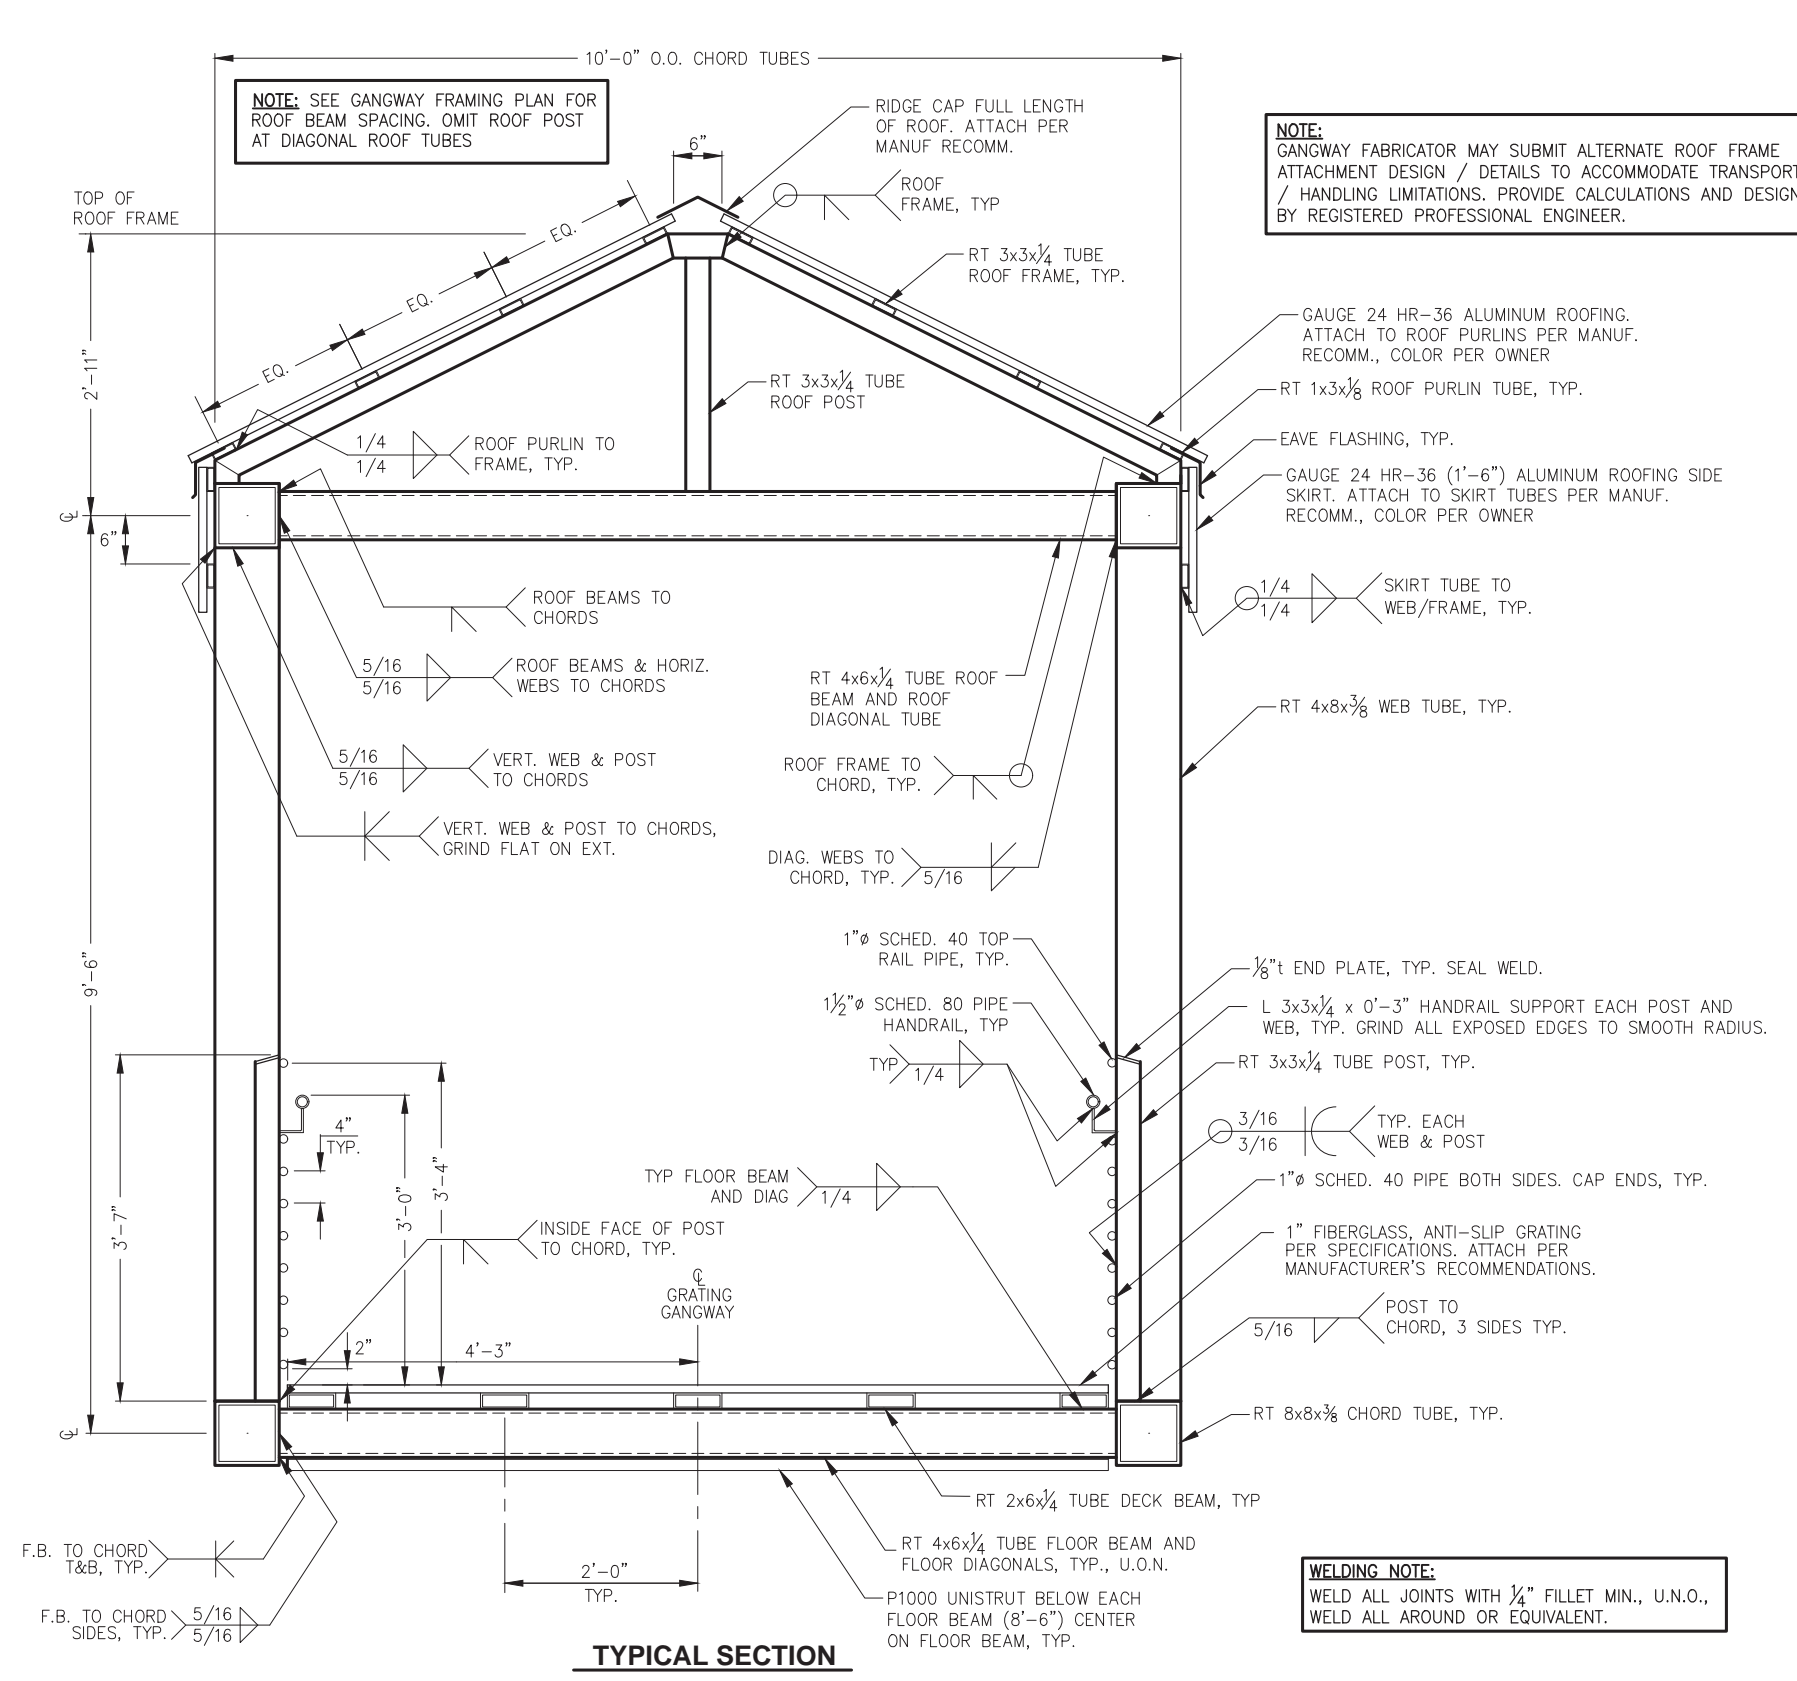 10'-0" O.O. CHORD TUBES
NOTE: SEE GANGWAY FRAMING PLAN FOR
ROOF BEAM SPACING. OMIT ROOF POST
AT DIAGONAL ROOF TUBES
RIDGE CAP FULL LENGTH
OF ROOF. ATTACH PER
MANUF RECOMM.
NOTE:
GANGWAY FABRICATOR MAY SUBMIT ALTERNATE ROOF FRAME
ATTACHMENT DESIGN / DETAILS TO ACCOMMODATE TRANSPORT
/ HANDLING LIMITATIONS. PROVIDE CALCULATIONS AND DESIGN
BY REGISTERED PROFESSIONAL ENGINEER.
6"
ROOF
FRAME, TYP
TOP OF
ROOF FRAME
EQ.
EQ.
EQ.
RT 3x3x1/4 TUBE
ROOF FRAME, TYP.
2'-11"
GAUGE 24 HR-36 ALUMINUM ROOFING.
ATTACH TO ROOF PURLINS PER MANUF.
RECOMM., COLOR PER OWNER
RT 3x3x1/4 TUBE
ROOF POST
RT 1x3x1/8 ROOF PURLIN TUBE, TYP.
1/4
1/4
ROOF PURLIN TO
FRAME, TYP.
EAVE FLASHING, TYP.
GAUGE 24 HR-36 (1'-6") ALUMINUM ROOFING SIDE
SKIRT. ATTACH TO SKIRT TUBES PER MANUF.
RECOMM., COLOR PER OWNER
℄
6"
ROOF BEAMS TO
CHORDS
1/4
1/4
SKIRT TUBE TO
WEB/FRAME, TYP.
5/16
5/16
ROOF BEAMS & HORIZ.
WEBS TO CHORDS
RT 4x6x1/4 TUBE ROOF
BEAM AND ROOF
DIAGONAL TUBE
RT 4x8x3/8 WEB TUBE, TYP.
5/16
5/16
VERT. WEB & POST
TO CHORDS
ROOF FRAME TO
CHORD, TYP.
VERT. WEB & POST TO CHORDS,
GRIND FLAT ON EXT.
DIAG. WEBS TO
CHORD, TYP.
5/16
9'-6"
1"ø SCHED. 40 TOP
RAIL PIPE, TYP.
1/8"t END PLATE, TYP. SEAL WELD.
1 1/2"ø SCHED. 80 PIPE
HANDRAIL, TYP
L 3x3x1/4 x 0'-3" HANDRAIL SUPPORT EACH POST AND
WEB, TYP. GRIND ALL EXPOSED EDGES TO SMOOTH RADIUS.
TYP
1/4
RT 3x3x1/4 TUBE POST, TYP.
3/16
3/16
TYP. EACH
WEB & POST
4"
TYP.
3'-7"
3'-0"
3'-4"
TYP FLOOR BEAM
AND DIAG
1/4
1"ø SCHED. 40 PIPE BOTH SIDES. CAP ENDS, TYP.
INSIDE FACE OF POST
TO CHORD, TYP.
1" FIBERGLASS, ANTI-SLIP GRATING
PER SPECIFICATIONS. ATTACH PER
MANUFACTURER'S RECOMMENDATIONS.
℄
GRATING
GANGWAY
POST TO
CHORD, 3 SIDES TYP.
5/16
2"
4'-3"
℄
RT 8x8x3/8 CHORD TUBE, TYP.
RT 2x6x1/4 TUBE DECK BEAM, TYP
F.B. TO CHORD
T&B, TYP.
RT 4x6x1/4 TUBE FLOOR BEAM AND
FLOOR DIAGONALS, TYP., U.O.N.
2'-0"
TYP.
P1000 UNISTRUT BELOW EACH
FLOOR BEAM (8'-6") CENTER
ON FLOOR BEAM, TYP.
F.B. TO CHORD
SIDES, TYP.
5/16
5/16
WELDING NOTE:
WELD ALL JOINTS WITH 1/4" FILLET MIN., U.N.O.,
WELD ALL AROUND OR EQUIVALENT.
TYPICAL SECTION